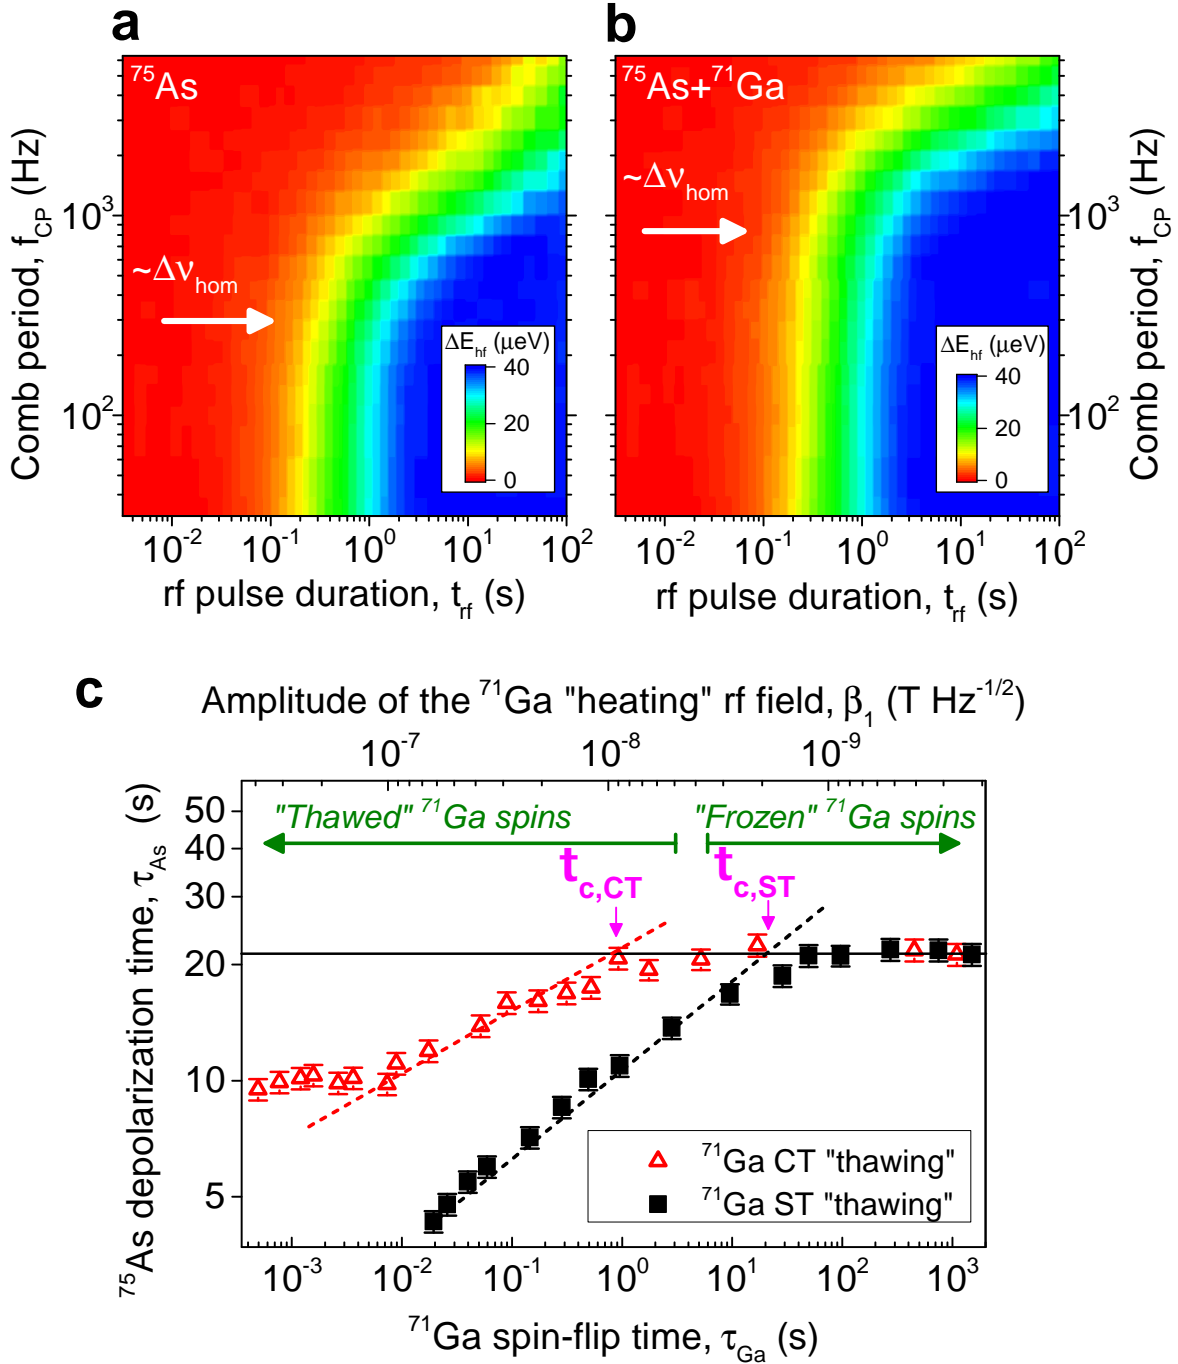 a
b
⁷⁵As
⁷⁵As+⁷¹Ga
Comb period, f_CP (Hz)
10³
10²
~Δν_hom
ΔE_hf (μeV)
40
20
0
10⁻² 10⁻¹ 10⁰ 10¹ 10²
rf pulse duration, t_rf (s)
~Δν_hom
ΔE_hf (μeV)
40
20
0
10³
10²
Comb period, f_CP (Hz)
10⁻² 10⁻¹ 10⁰ 10¹ 10²
rf pulse duration, t_rf (s)
c
Amplitude of the ⁷¹Ga "heating" rf field, β₁ (T Hz⁻¹/²)
10⁻⁷ 10⁻⁸ 10⁻⁹
⁷⁵As depolarization time, τ_As (s)
50
40
30
20
10
5
"Thawed" ⁷¹Ga spins
"Frozen" ⁷¹Ga spins
t_c,CT
t_c,ST
⁷¹Ga CT "thawing"
⁷¹Ga ST "thawing"
10⁻³ 10⁻² 10⁻¹ 10⁰ 10¹ 10² 10³
⁷¹Ga spin-flip time, τ_Ga (s)